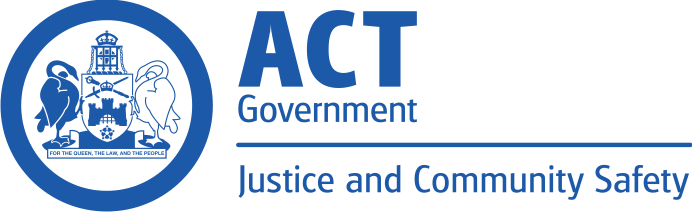 ACT
Government
Justice and Community Safety
FOR THE QUEEN, THE LAW, AND THE PEOPLE